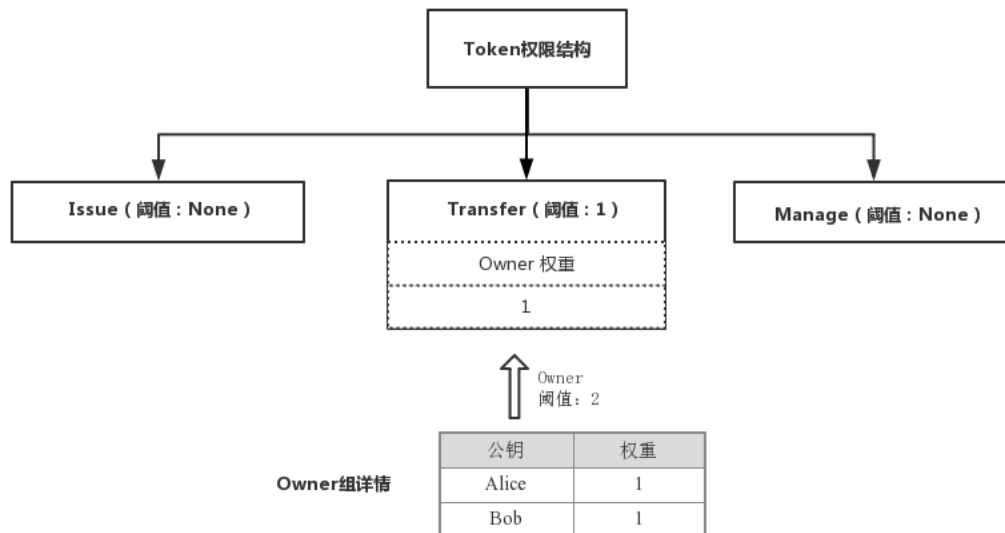 Token权限结构
Issue（阈值：None）
Transfer（阈值：1）
Manage（阈值：None）
Owner 权重
1
Owner
阈值：2
公钥 权重
Owner组详情
Alice 1
Bob 1